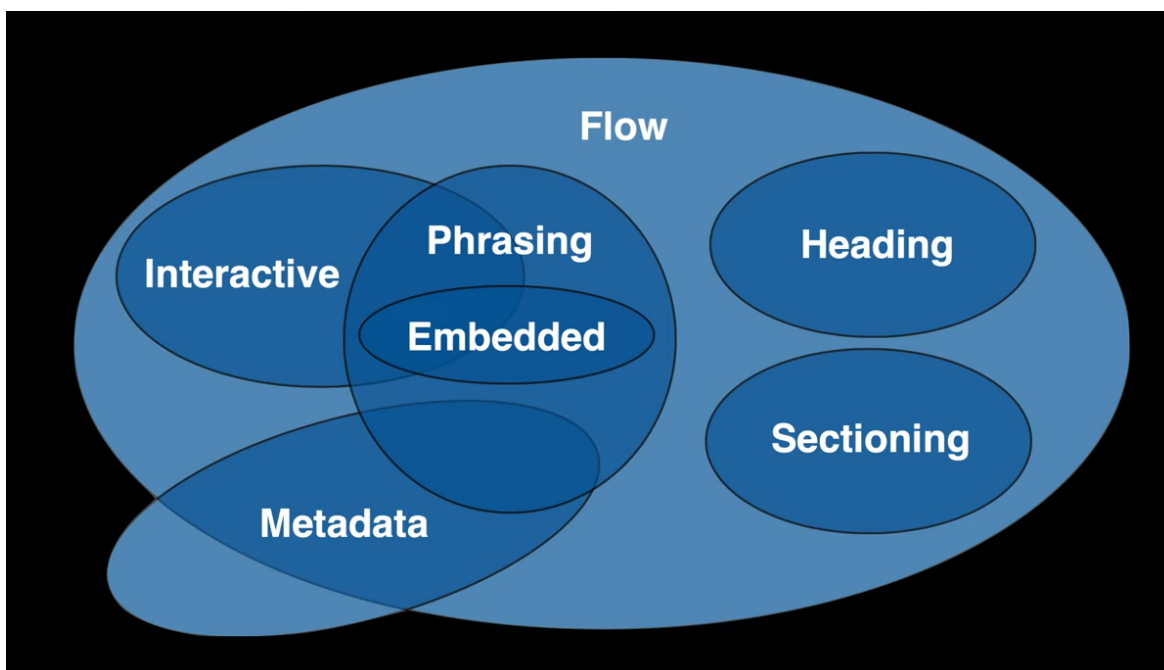 Flow
Phrasing
Heading
Interactive
Embedded
Sectioning
Metadata